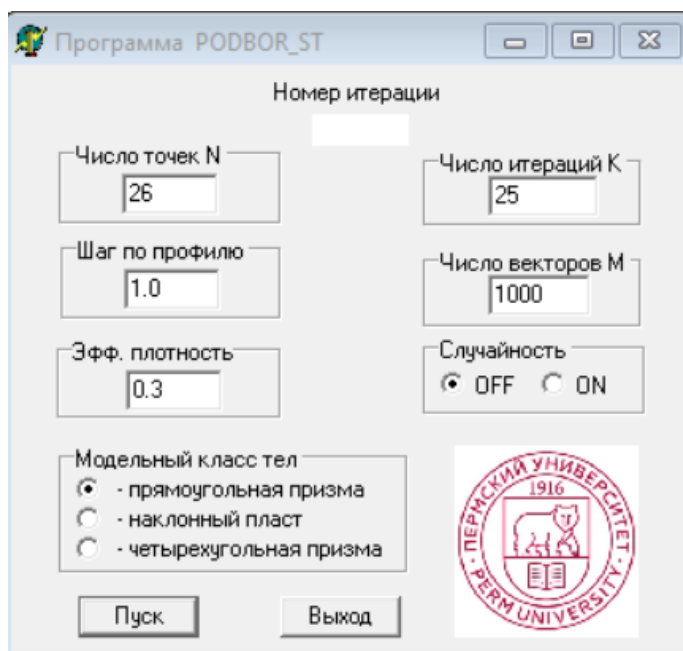 Программа PODBOR_ST
Номер итерации
Число точек N
26
Число итераций K
25
Шаг по профилю
1.0
Число векторов M
1000
Эфф. плотность
0.3
Случайность
OFF ON
Модельный класс тел
- прямоугольная призма
- наклонный пласт
- четырехугольная призма
Пуск
Выход
ПЕРМСКИЙ УНИВЕРСИТЕТ
1916
PERM UNIVERSITY